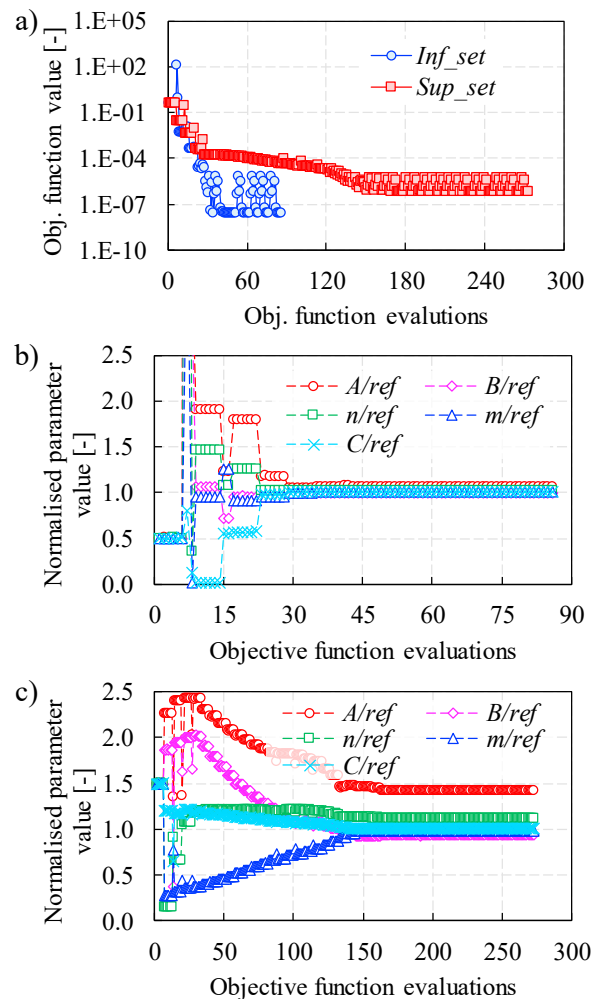 a)
Obj. function value [-]
1.E+05
1.E+02
1.E-01
1.E-04
1.E-07
1.E-10
Inf_set
Sup_set
0 60 120 180 240 300
Obj. function evalutions
b)
Normalised parameter
value [-]
2.5
2.0
1.5
1.0
0.5
0.0
A/ref B/ref
n/ref m/ref
C/ref
0 15 30 45 60 75 90
Objective function evaluations
c)
Normalised parameter
value [-]
2.5
2.0
1.5
1.0
0.5
0.0
A/ref B/ref
n/ref m/ref
C/ref
0 50 100 150 200 250 300
Objective function evaluations